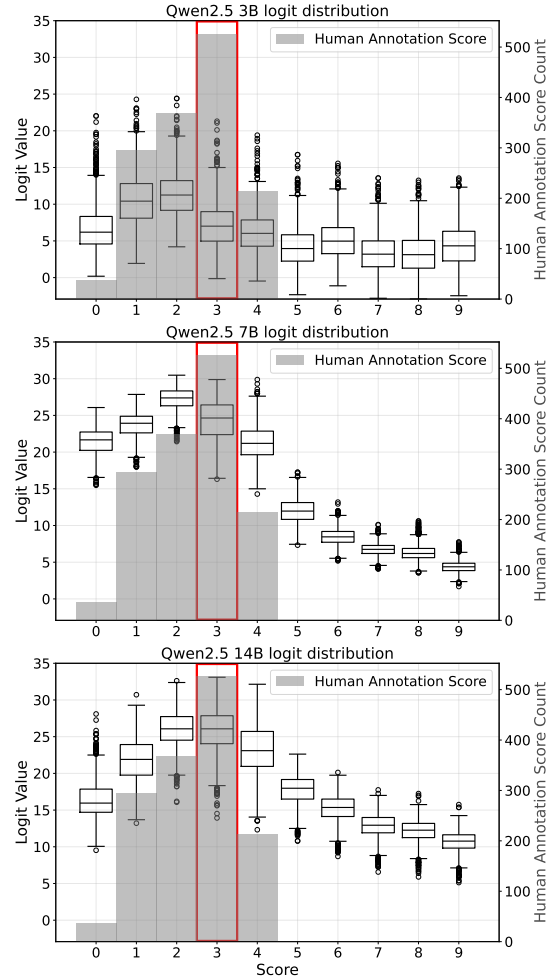 Qwen2.5 3B logit distribution
Human Annotation Score
Logit Value
Human Annotation Score Count
35
30
25
20
15
10
5
0
500
400
300
200
100
0
0 1 2 3 4 5 6 7 8 9
Qwen2.5 7B logit distribution
Human Annotation Score
Logit Value
Human Annotation Score Count
35
30
25
20
15
10
5
0
500
400
300
200
100
0
0 1 2 3 4 5 6 7 8 9
Qwen2.5 14B logit distribution
Human Annotation Score
Logit Value
Human Annotation Score Count
35
30
25
20
15
10
5
0
500
400
300
200
100
0
0 1 2 3 4 5 6 7 8 9
Score